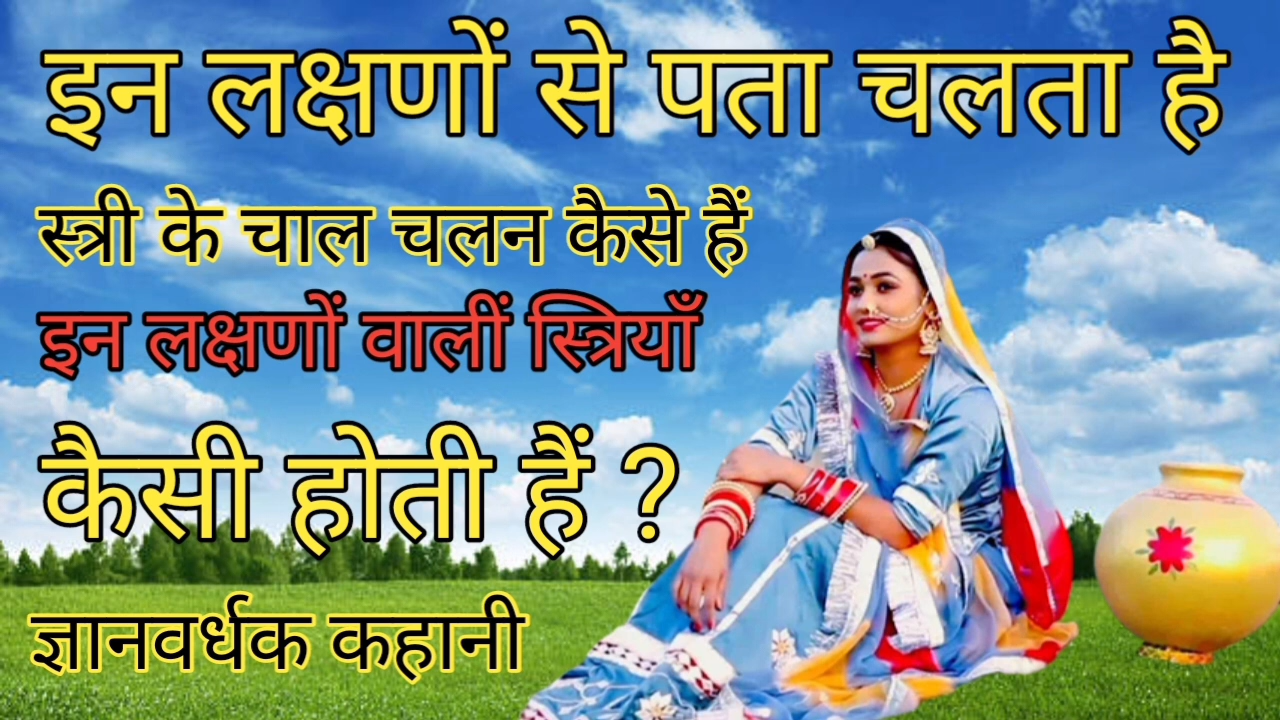 इन लक्षणों से पता चलता है
स्त्री के चाल चलन कैसे हैं
इन लक्षणों वालीं स्त्रियाँ
कैसी होती हैं ?
ज्ञानवर्धक कहानी